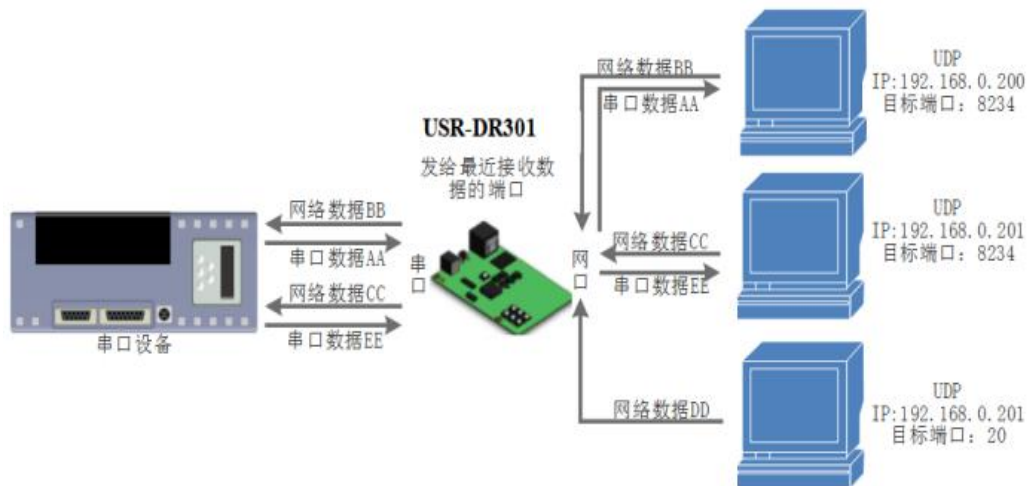 网络数据BB
串口数据AA
UDP
IP:192.168.0.200
目标端口：8234
USR-DR301
发给最近接收数
据的端口
网络数据BB
串口数据AA
网络数据CC
串口数据EE
串口设备
串
口
网
口
网络数据CC
串口数据EE
UDP
IP:192.168.0.201
目标端口：8234
网络数据DD
UDP
IP:192.168.0.201
目标端口：20